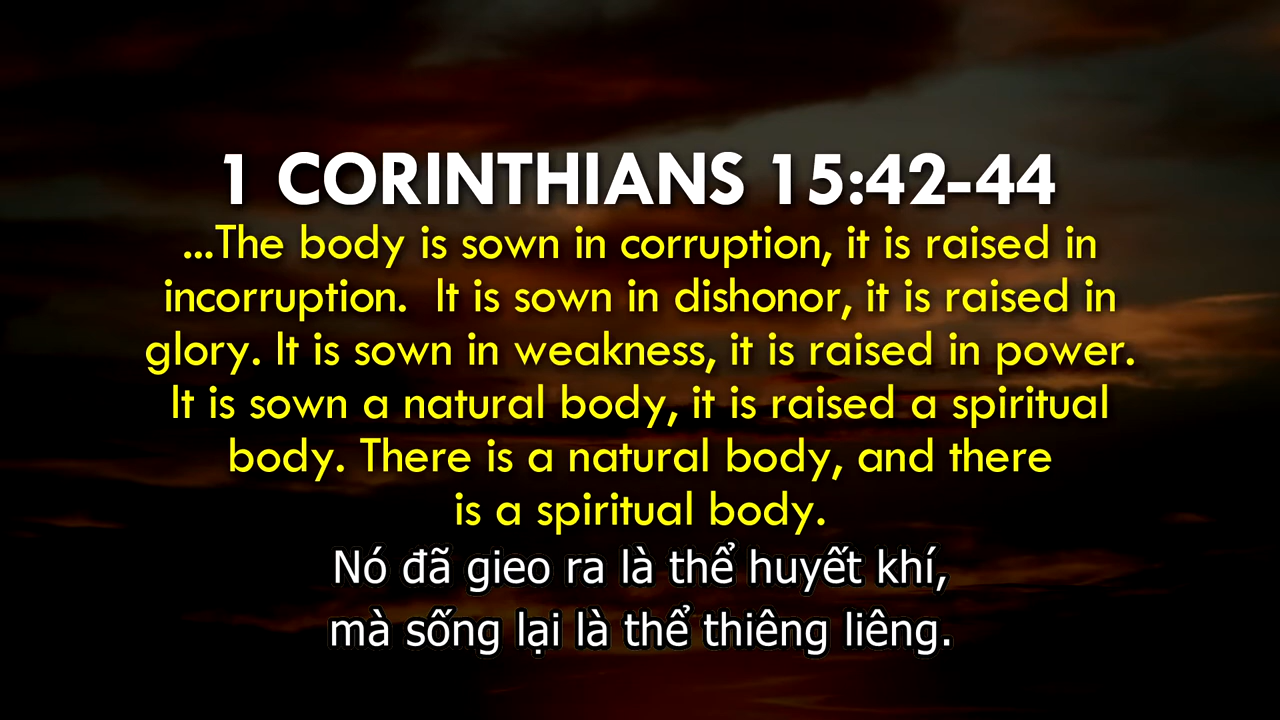 1 CORINTHIANS 15:42-44
...The body is sown in corruption, it is raised in
incorruption.  It is sown in dishonor, it is raised in
glory. It is sown in weakness, it is raised in power.
It is sown a natural body, it is raised a spiritual
body. There is a natural body, and there
is a spiritual body.
Nó đã gieo ra là thể huyết khí,
mà sống lại là thể thiêng liêng.